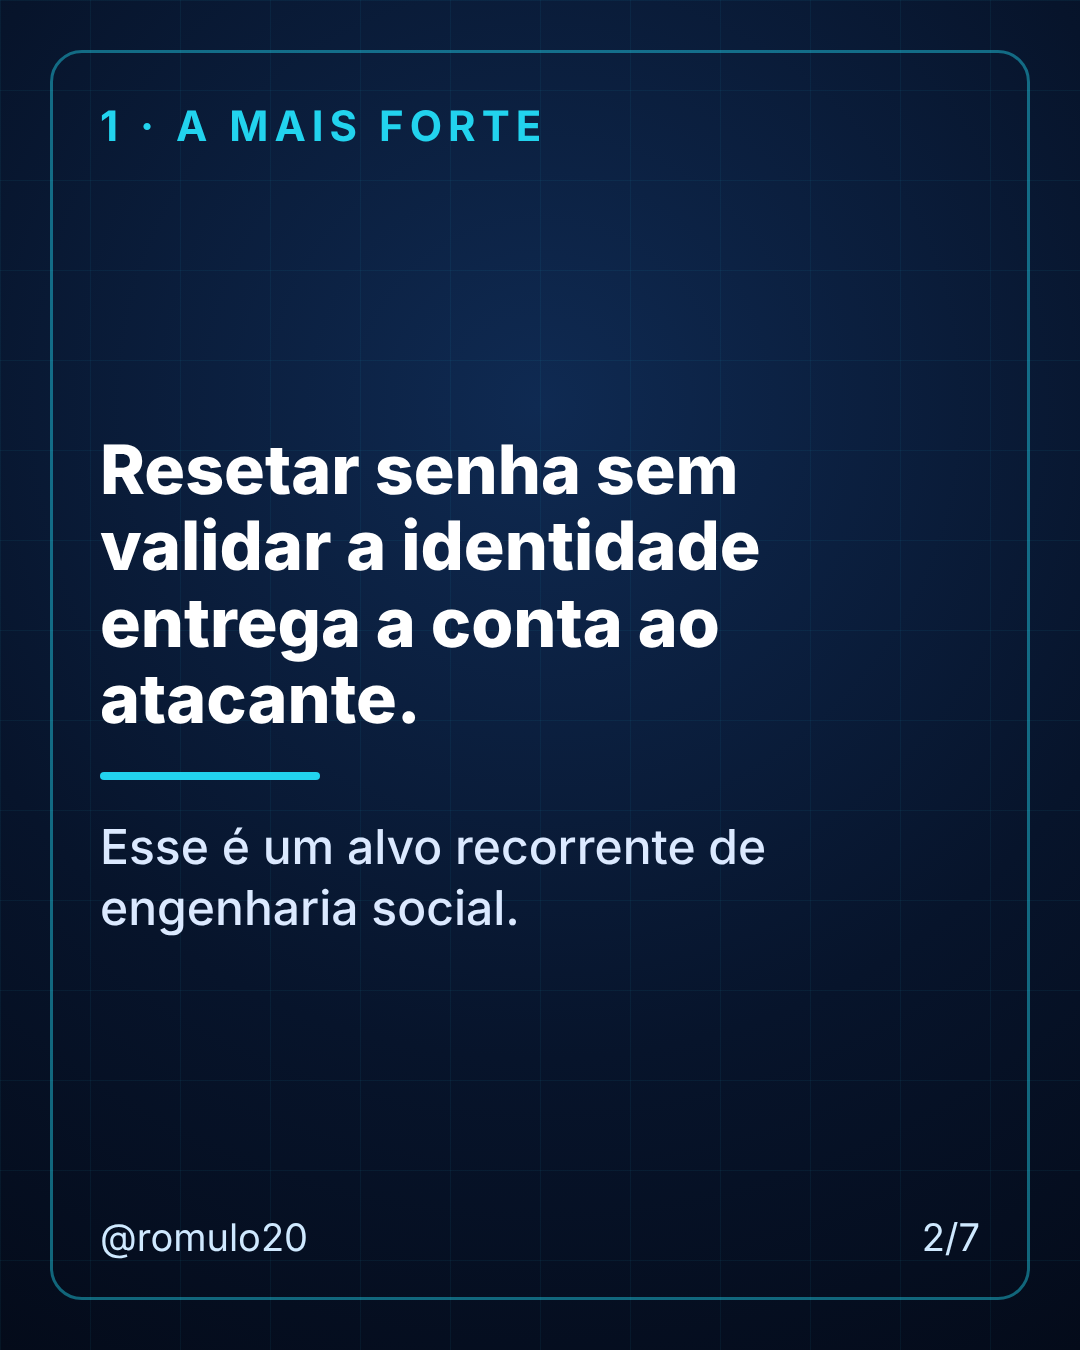 1 · A MAIS FORTE
Resetar senha sem
validar a identidade
entrega a conta ao
atacante.
Esse é um alvo recorrente de
engenharia social.
@romulo20
2/7